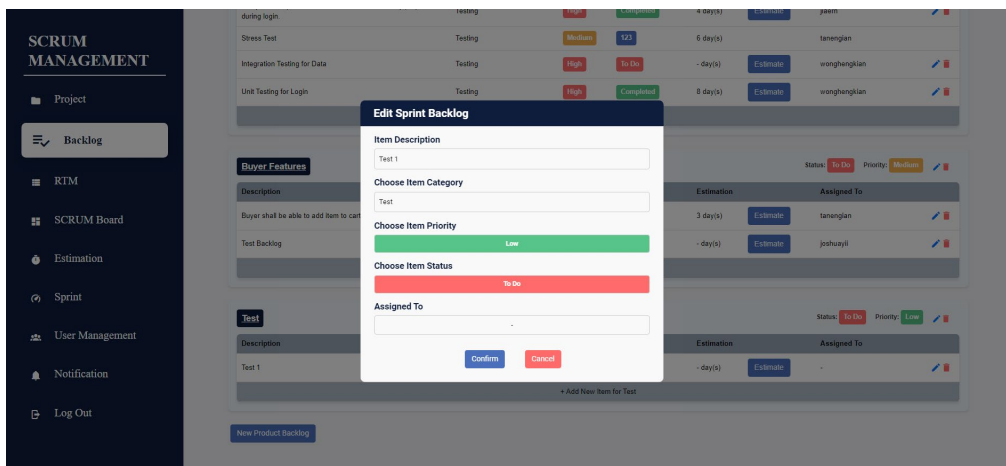 SCRUM
MANAGEMENT
Project
Backlog
RTM
SCRUM Board
Estimation
Sprint
User Management
Notification
Log Out
during login. Testing High Completed 4 day(s) Estimate
Stress Test Testing Medium 123 6 day(s) tanengian
Integration Testing for Data Testing High To Do - day(s) Estimate wonghengkian
Unit Testing for Login Testing High Completed 8 day(s) Estimate wonghengkian
Buyer Features Status: To Do Priority: Medium
Description Estimation Assigned To
Buyer shall be able to add item to cart 3 day(s) Estimate tanengian
Test Backlog - day(s) Estimate joshuayii
Test Status: To Do Priority: Low
Description Estimation Assigned To
Test 1 - day(s) Estimate -
+ Add New Item for Test
New Product Backlog
Edit Sprint Backlog
Item Description
Test 1
Choose Item Category
Test
Choose Item Priority
Low
Choose Item Status
To Do
Assigned To
-
Confirm Cancel